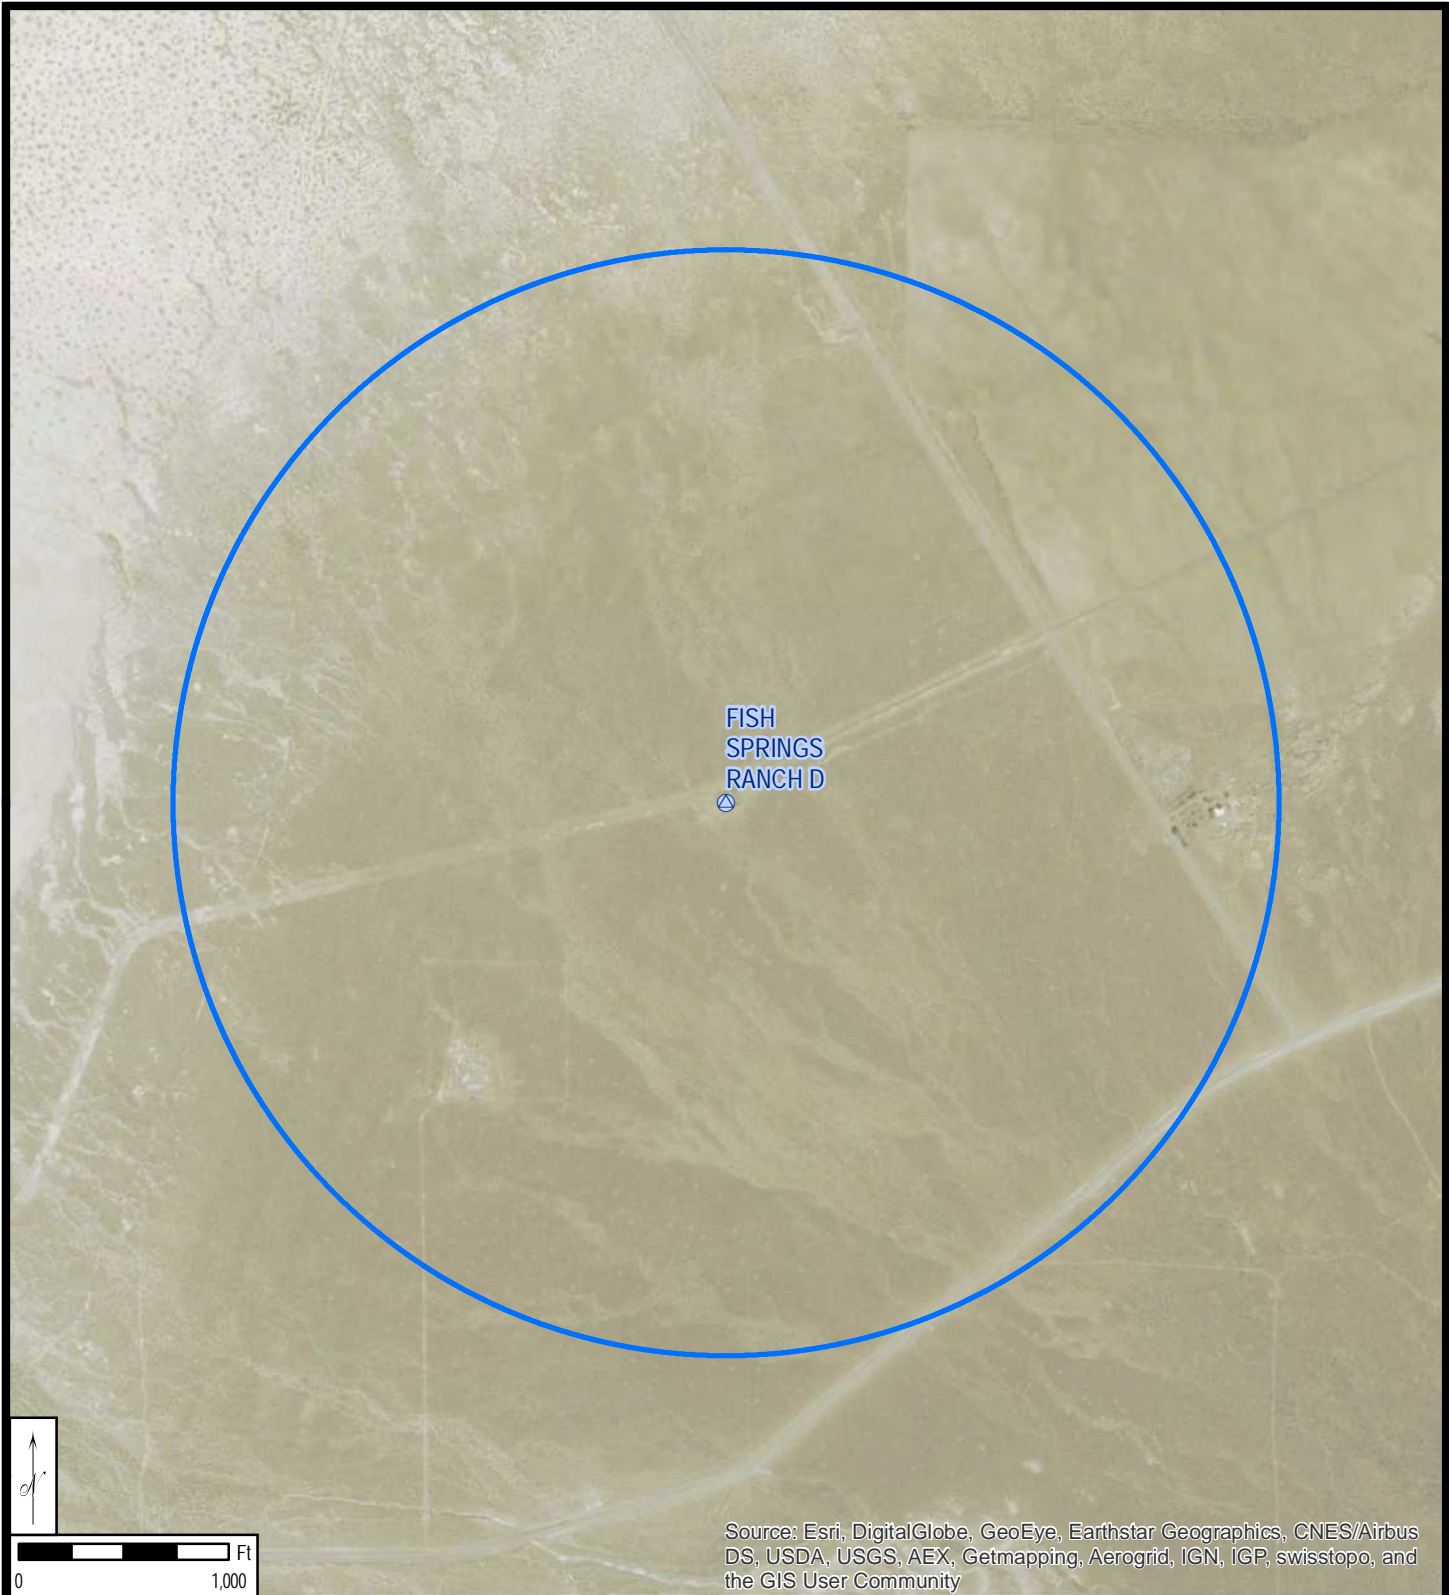 FISH
SPRINGS
RANCH D
N
Ft
0 1,000
Source: Esri, DigitalGlobe, GeoEye, Earthstar Geographics, CNES/Airbus
DS, USDA, USGS, AEX, Getmapping, Aerogrid, IGN, IGP, swisstopo, and
the GIS User Community